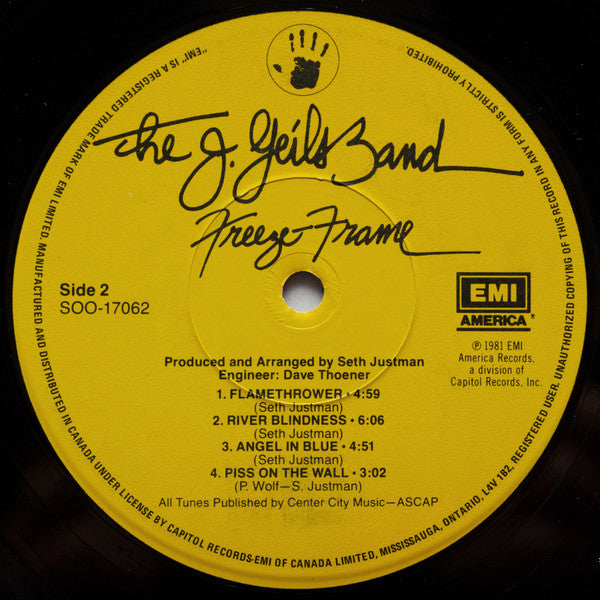 The J. Geils Band
Freeze-Frame
Side 2
SOO-17062
EMI
AMERICA®
℗ 1981 EMI
America Records,
a division of
Capitol Records, Inc.
Produced and Arranged by Seth Justman
Engineer: Dave Thoener
1. FLAMETHROWER • 4:59
(Seth Justman)
2. RIVER BLINDNESS • 6:06
(Seth Justman)
3. ANGEL IN BLUE • 4:51
(Seth Justman)
4. PISS ON THE WALL • 3:02
(P. Wolf—S. Justman)
All Tunes Published by Center City Music—ASCAP
MANUFACTURED AND DISTRIBUTED IN CANADA UNDER LICENSE BY CAPITOL RECORDS-EMI OF CANADA LIMITED, MISSISSAUGA, ONTARIO, L4V 1B2, REGISTERED USER. UNAUTHORIZED COPYING OF THIS RECORD IN ANY FORM IS STRICTLY PROHIBITED. "EMI" IS A REGISTERED TRADE MARK OF EMI LIMITED.